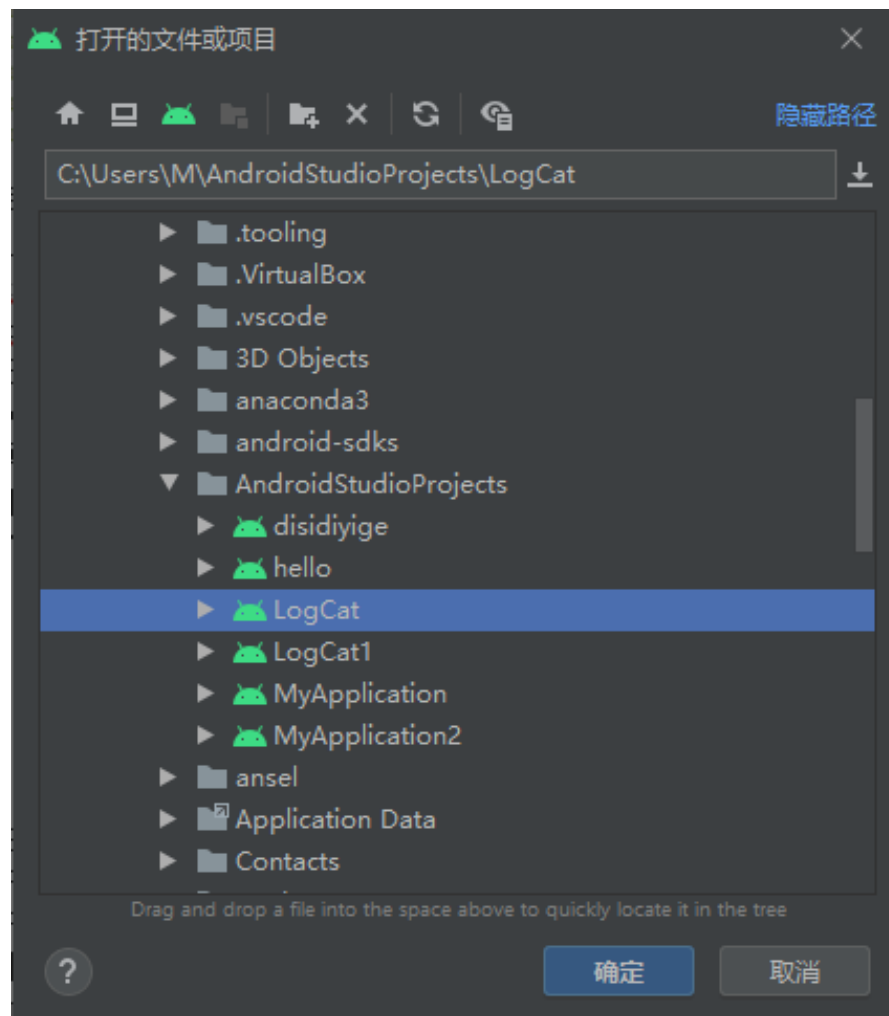 打开的文件或项目
隐藏路径
C:\Users\M\AndroidStudioProjects\LogCat
.tooling
.VirtualBox
.vscode
3D Objects
anaconda3
android-sdks
AndroidStudioProjects
disidiyige
hello
LogCat
LogCat1
MyApplication
MyApplication2
ansel
Application Data
Contacts
Drag and drop a file into the space above to quickly locate it in the tree
? 确定 取消